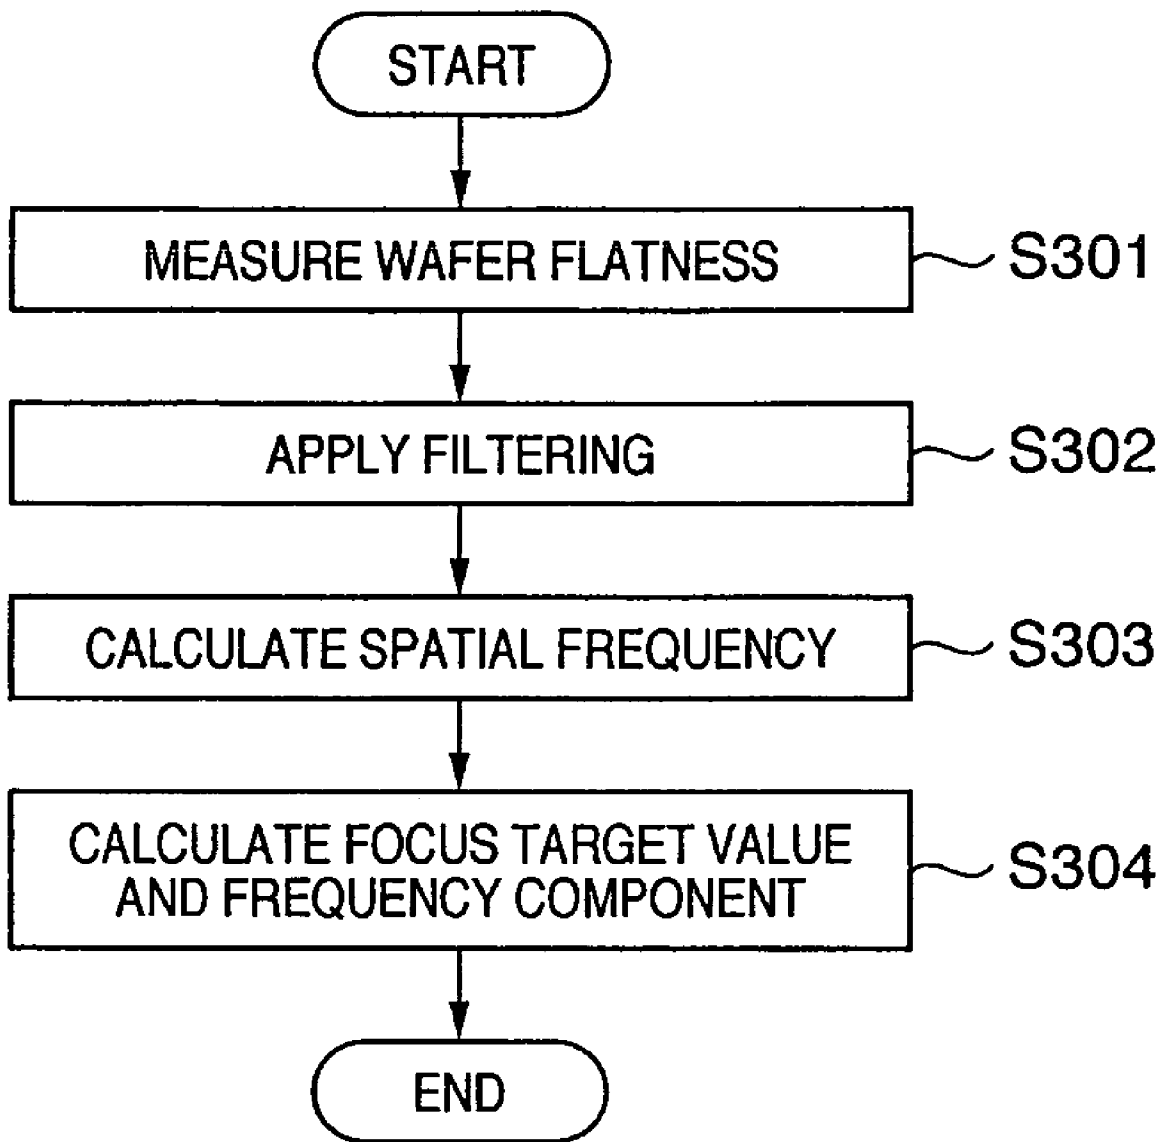 START
MEASURE WAFER FLATNESS
S301
APPLY FILTERING
S302
CALCULATE SPATIAL FREQUENCY
S303
CALCULATE FOCUS TARGET VALUE
AND FREQUENCY COMPONENT
S304
END